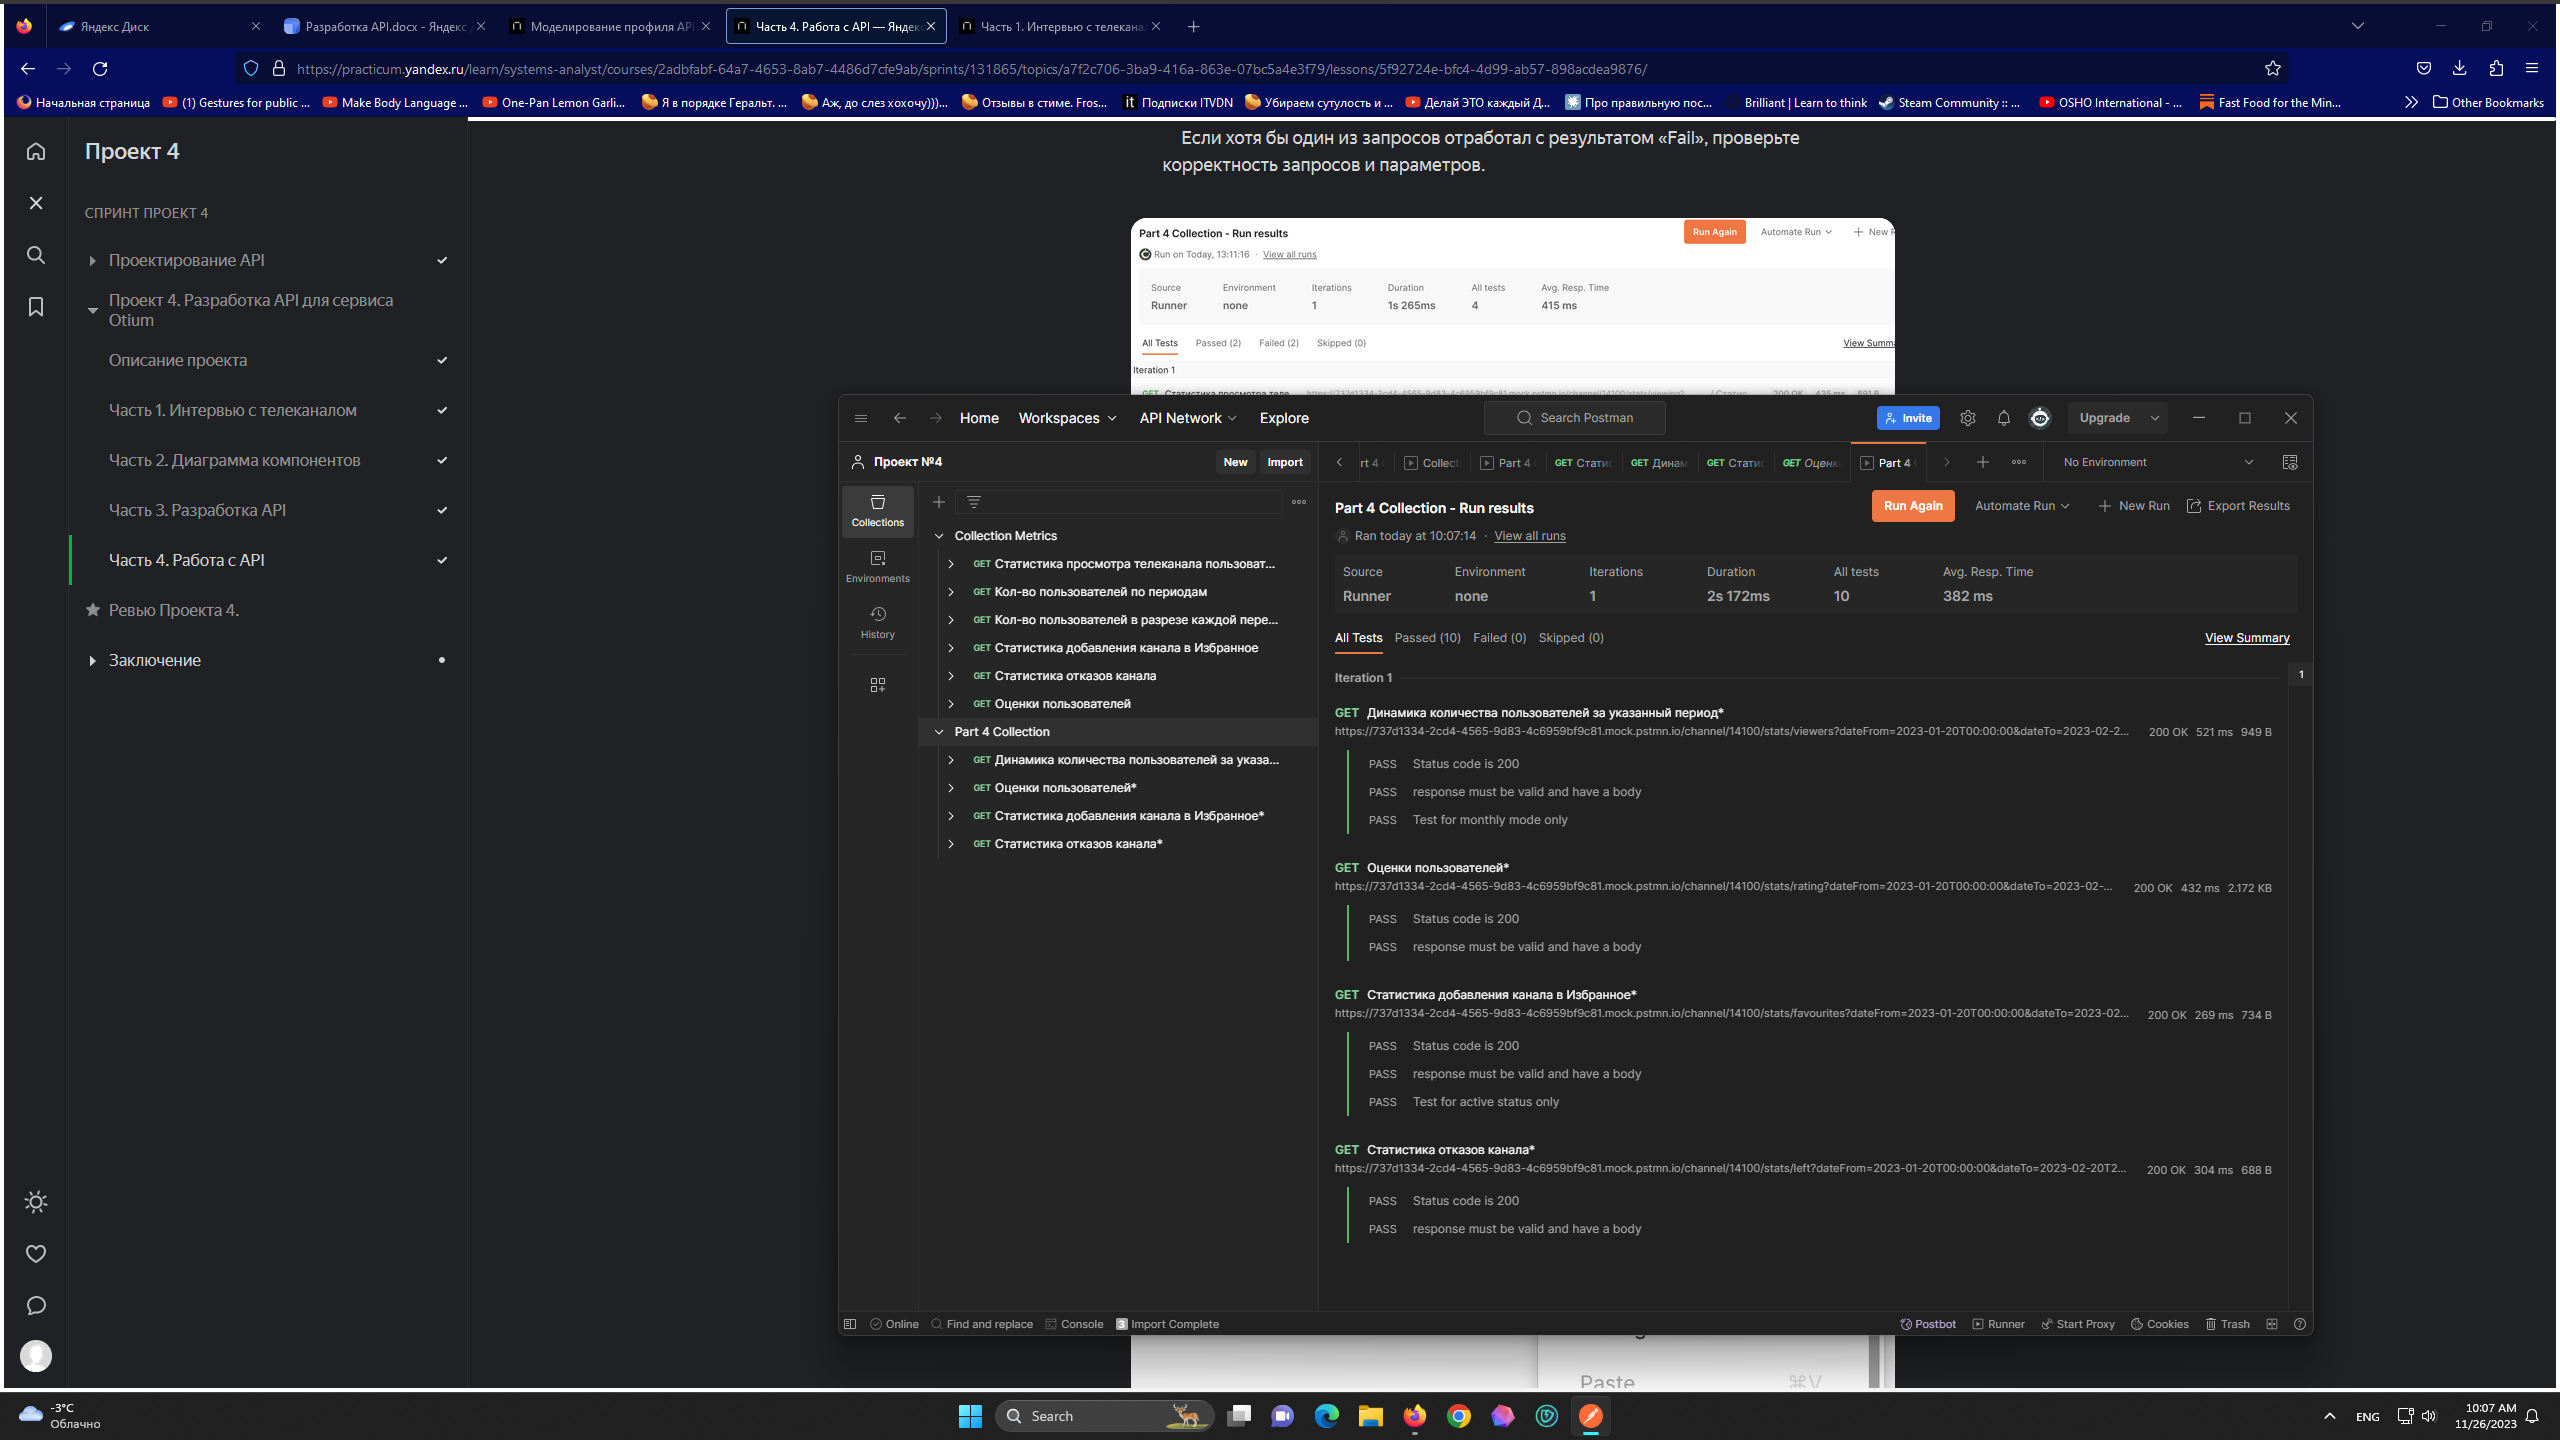 Яндекс Диск
Разработка API.docx - Яндекс
Моделирование профиля API
Часть 4. Работа с API — Яндекс
Часть 1. Интервью с телекана
https://practicum.yandex.ru/learn/systems-analyst/courses/2adbfabf-64a7-4653-8ab7-4486d7cfe9ab/sprints/131865/topics/a7f2c706-3ba9-416a-863e-07bc5a4e3f79/lessons/5f92724e-bfc4-4d99-ab57-898acdea9876/
Начальная страница
(1) Gestures for public ...
Make Body Language ...
One-Pan Lemon Garli...
Я в порядке Геральт. ...
Аж, до слез хохочу)))...
Отзывы в стиме. Fros...
it Подписки ITVDN
Убираем сутулость и ...
Делай ЭТО каждый Д...
Про правильную пос...
Brilliant | Learn to think
Steam Community :: ...
OSHO International - ...
Fast Food for the Min...
Other Bookmarks
Проект 4
СПРИНТ ПРОЕКТ 4
Проектирование API
Проект 4. Разработка API для сервиса
Otium
Описание проекта
Часть 1. Интервью с телеканалом
Часть 2. Диаграмма компонентов
Часть 3. Разработка API
Часть 4. Работа с API
Ревью Проекта 4.
Заключение
Если хотя бы один из запросов отработал с результатом «Fail», проверьте
корректность запросов и параметров.
Part 4 Collection - Run results
Run Again
Automate Run
New R
Run on Today, 13:11:16 · View all runs
Source Environment Iterations Duration All tests Avg. Resp. Time
Runner none 1 1s 265ms 4 415 ms
All Tests Passed (2) Failed (2) Skipped (0)
View Summa
Iteration 1
Home Workspaces API Network Explore
Search Postman
Invite
Upgrade
Проект №4
New Import
rt 4
Collect
Part 4
GET Стати
GET Динам
GET Стати
GET Оценк
Part 4
No Environment
Collections
Environments
History
Collection Metrics
GET Статистика просмотра телеканала пользоват...
GET Кол-во пользователей по периодам
GET Кол-во пользователей в разрезе каждой пере...
GET Статистика добавления канала в Избранное
GET Статистика отказов канала
GET Оценки пользователей
Part 4 Collection
GET Динамика количества пользователей за указа...
GET Оценки пользователей*
GET Статистика добавления канала в Избранное*
GET Статистика отказов канала*
Part 4 Collection - Run results
Run Again
Automate Run
New Run
Export Results
Ran today at 10:07:14 · View all runs
Source Environment Iterations Duration All tests Avg. Resp. Time
Runner none 1 2s 172ms 10 382 ms
All Tests Passed (10) Failed (0) Skipped (0)
View Summary
Iteration 1
1
GET Динамика количества пользователей за указанный период*
https://737d1334-2cd4-4565-9d83-4c6959bf9c81.mock.pstmn.io/channel/14100/stats/viewers?dateFrom=2023-01-20T00:00:00&dateTo=2023-02-2... 200 OK 521 ms 949 B
PASS Status code is 200
PASS response must be valid and have a body
PASS Test for monthly mode only
GET Оценки пользователей*
https://737d1334-2cd4-4565-9d83-4c6959bf9c81.mock.pstmn.io/channel/14100/stats/rating?dateFrom=2023-01-20T00:00:00&dateTo=2023-02-... 200 OK 432 ms 2.172 KB
PASS Status code is 200
PASS response must be valid and have a body
GET Статистика добавления канала в Избранное*
https://737d1334-2cd4-4565-9d83-4c6959bf9c81.mock.pstmn.io/channel/14100/stats/favourites?dateFrom=2023-01-20T00:00:00&dateTo=2023-02... 200 OK 269 ms 734 B
PASS Status code is 200
PASS response must be valid and have a body
PASS Test for active status only
GET Статистика отказов канала*
https://737d1334-2cd4-4565-9d83-4c6959bf9c81.mock.pstmn.io/channel/14100/stats/left?dateFrom=2023-01-20T00:00:00&dateTo=2023-02-20T2... 200 OK 304 ms 688 B
PASS Status code is 200
PASS response must be valid and have a body
Online Find and replace Console 3 Import Complete
Postbot Runner Start Proxy Cookies Trash
Paste ⌘V
-3°C
Облачно
Search
ENG
10:07 AM
11/26/2023